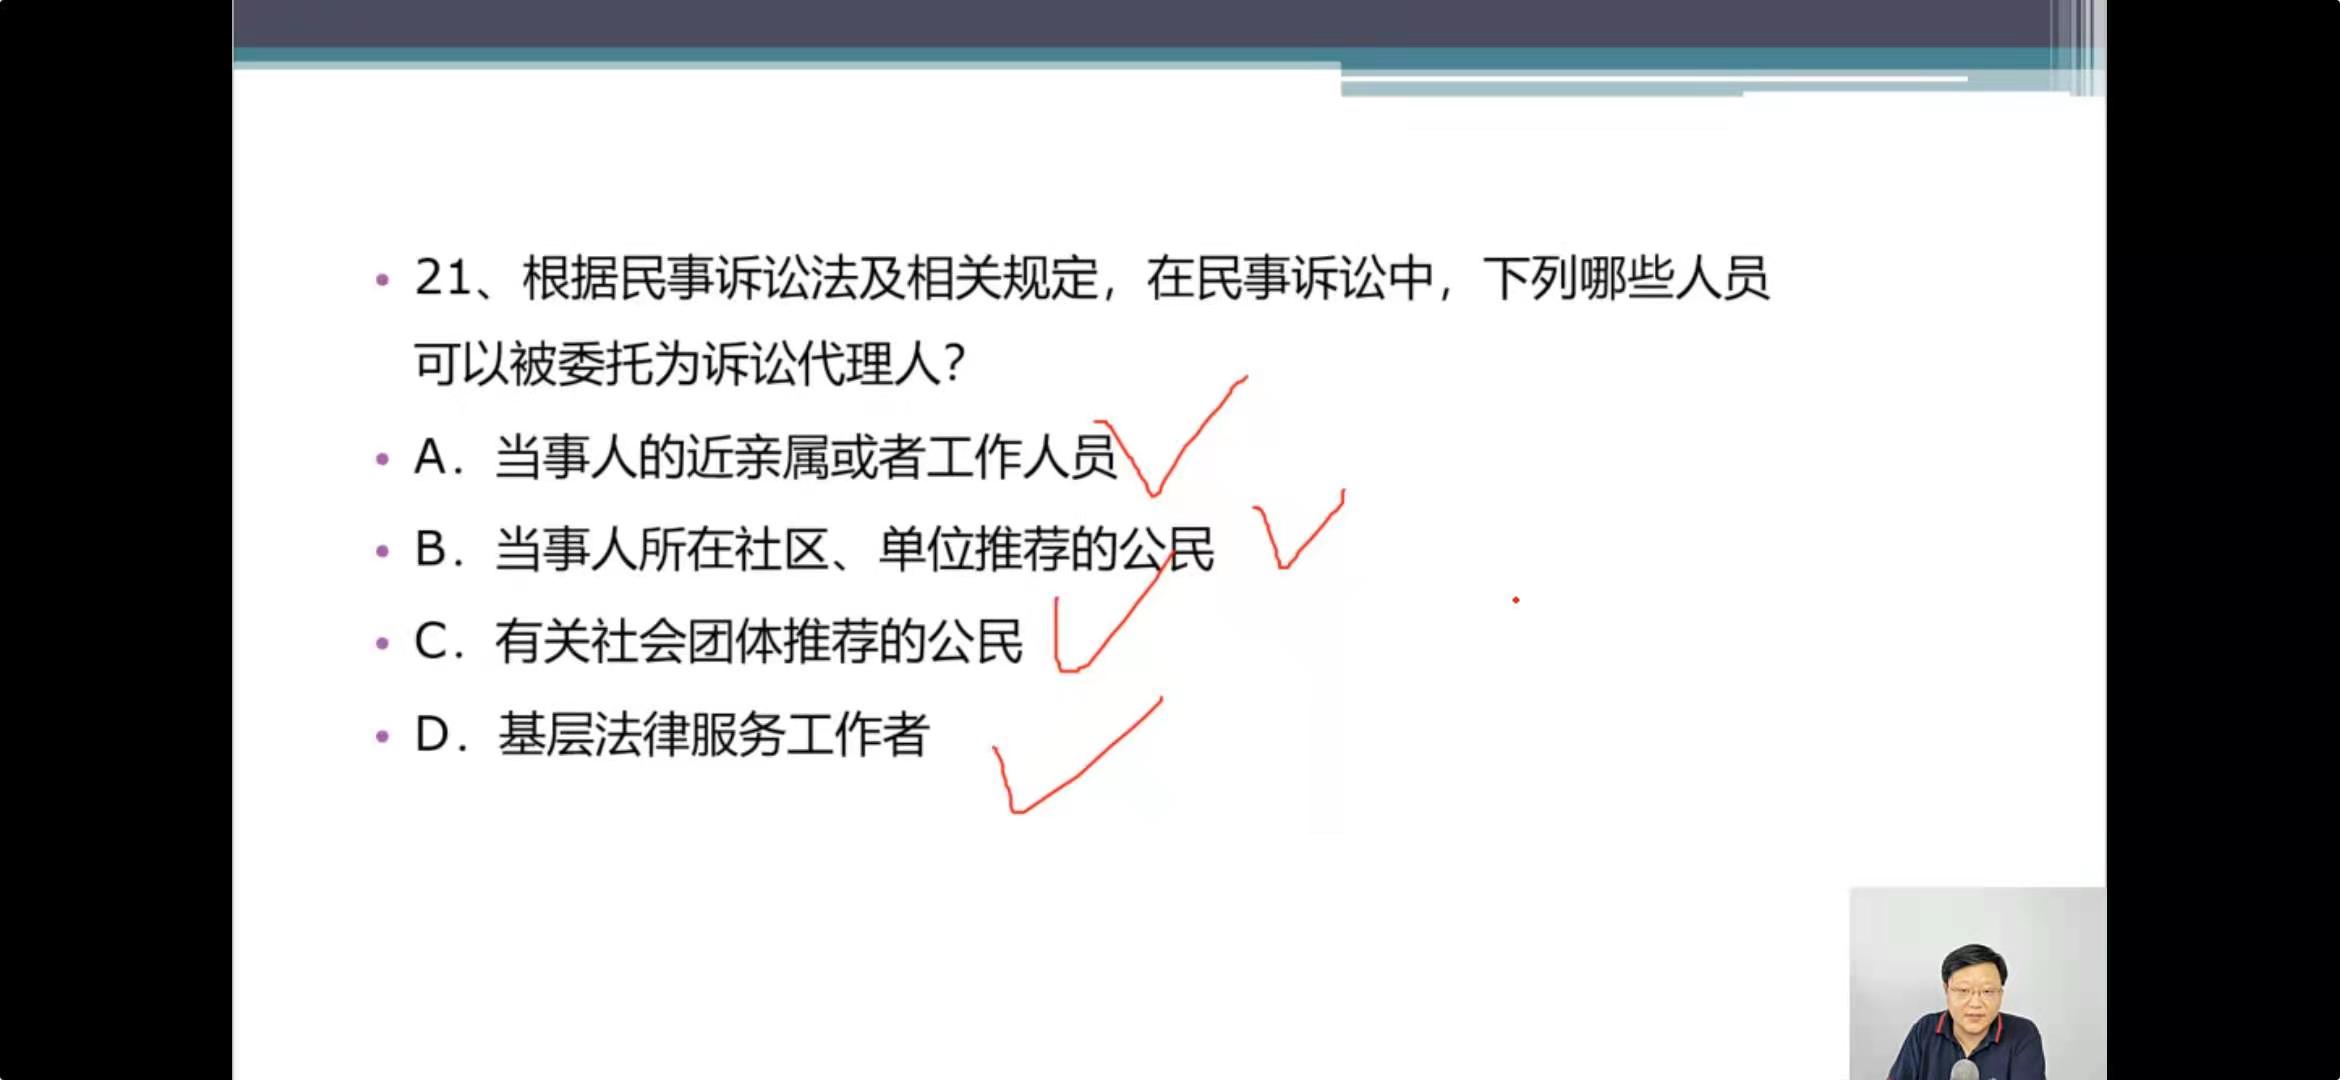 21、根据民事诉讼法及相关规定，在民事诉讼中，下列哪些人员
可以被委托为诉讼代理人？
A．当事人的近亲属或者工作人员
B．当事人所在社区、单位推荐的公民
C．有关社会团体推荐的公民
D．基层法律服务工作者